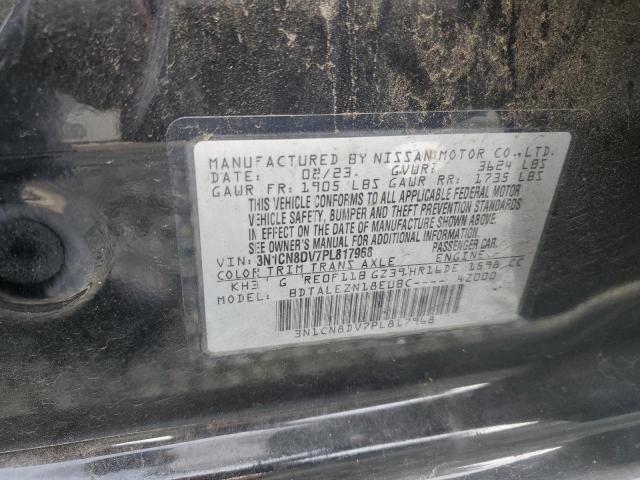 MANUFACTURED BY NISSAN MOTOR CO., LTD.
DATE: 02/23. GVWR: 3624 LBS
GAWR FR: 1905 LBS GAWR RR: 1735 LBS
THIS VEHICLE CONFORMS TO ALL APPLICABLE FEDERAL MOTOR
VEHICLE SAFETY, BUMPER AND THEFT PREVENTION STANDARDS
IN EFFECT ON THE DATE OF MANUFACTURE SHOWN ABOVE.
SEE OWNER'S MANUAL FOR ADDITIONAL INFORMATION
VIN: 3N1CN8DV7PL817968 PASSENGER CAR.
COLOR TRIM TRANS AXLE ENGINE
KH3 G RE0F11B GZ39.HR16DE 1598 CC
MODEL: BDTALEZN18EUBC---- 42000
3N1CN8DV7PL817968